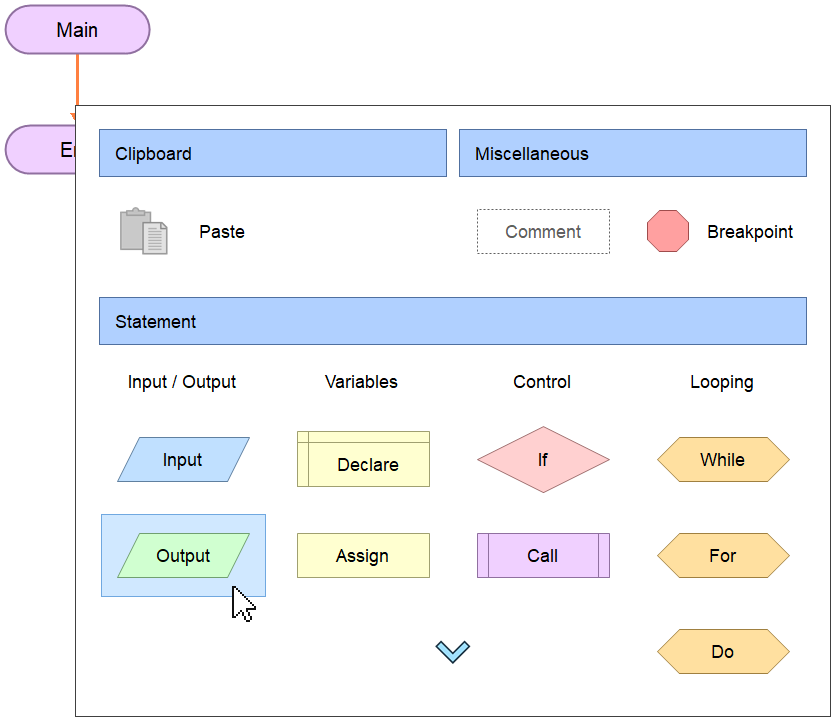 Main
Clipboard
Miscellaneous
Paste
Comment
Breakpoint
Statement
Input / Output
Variables
Control
Looping
Input
Declare
If
While
Output
Assign
Call
For
Do